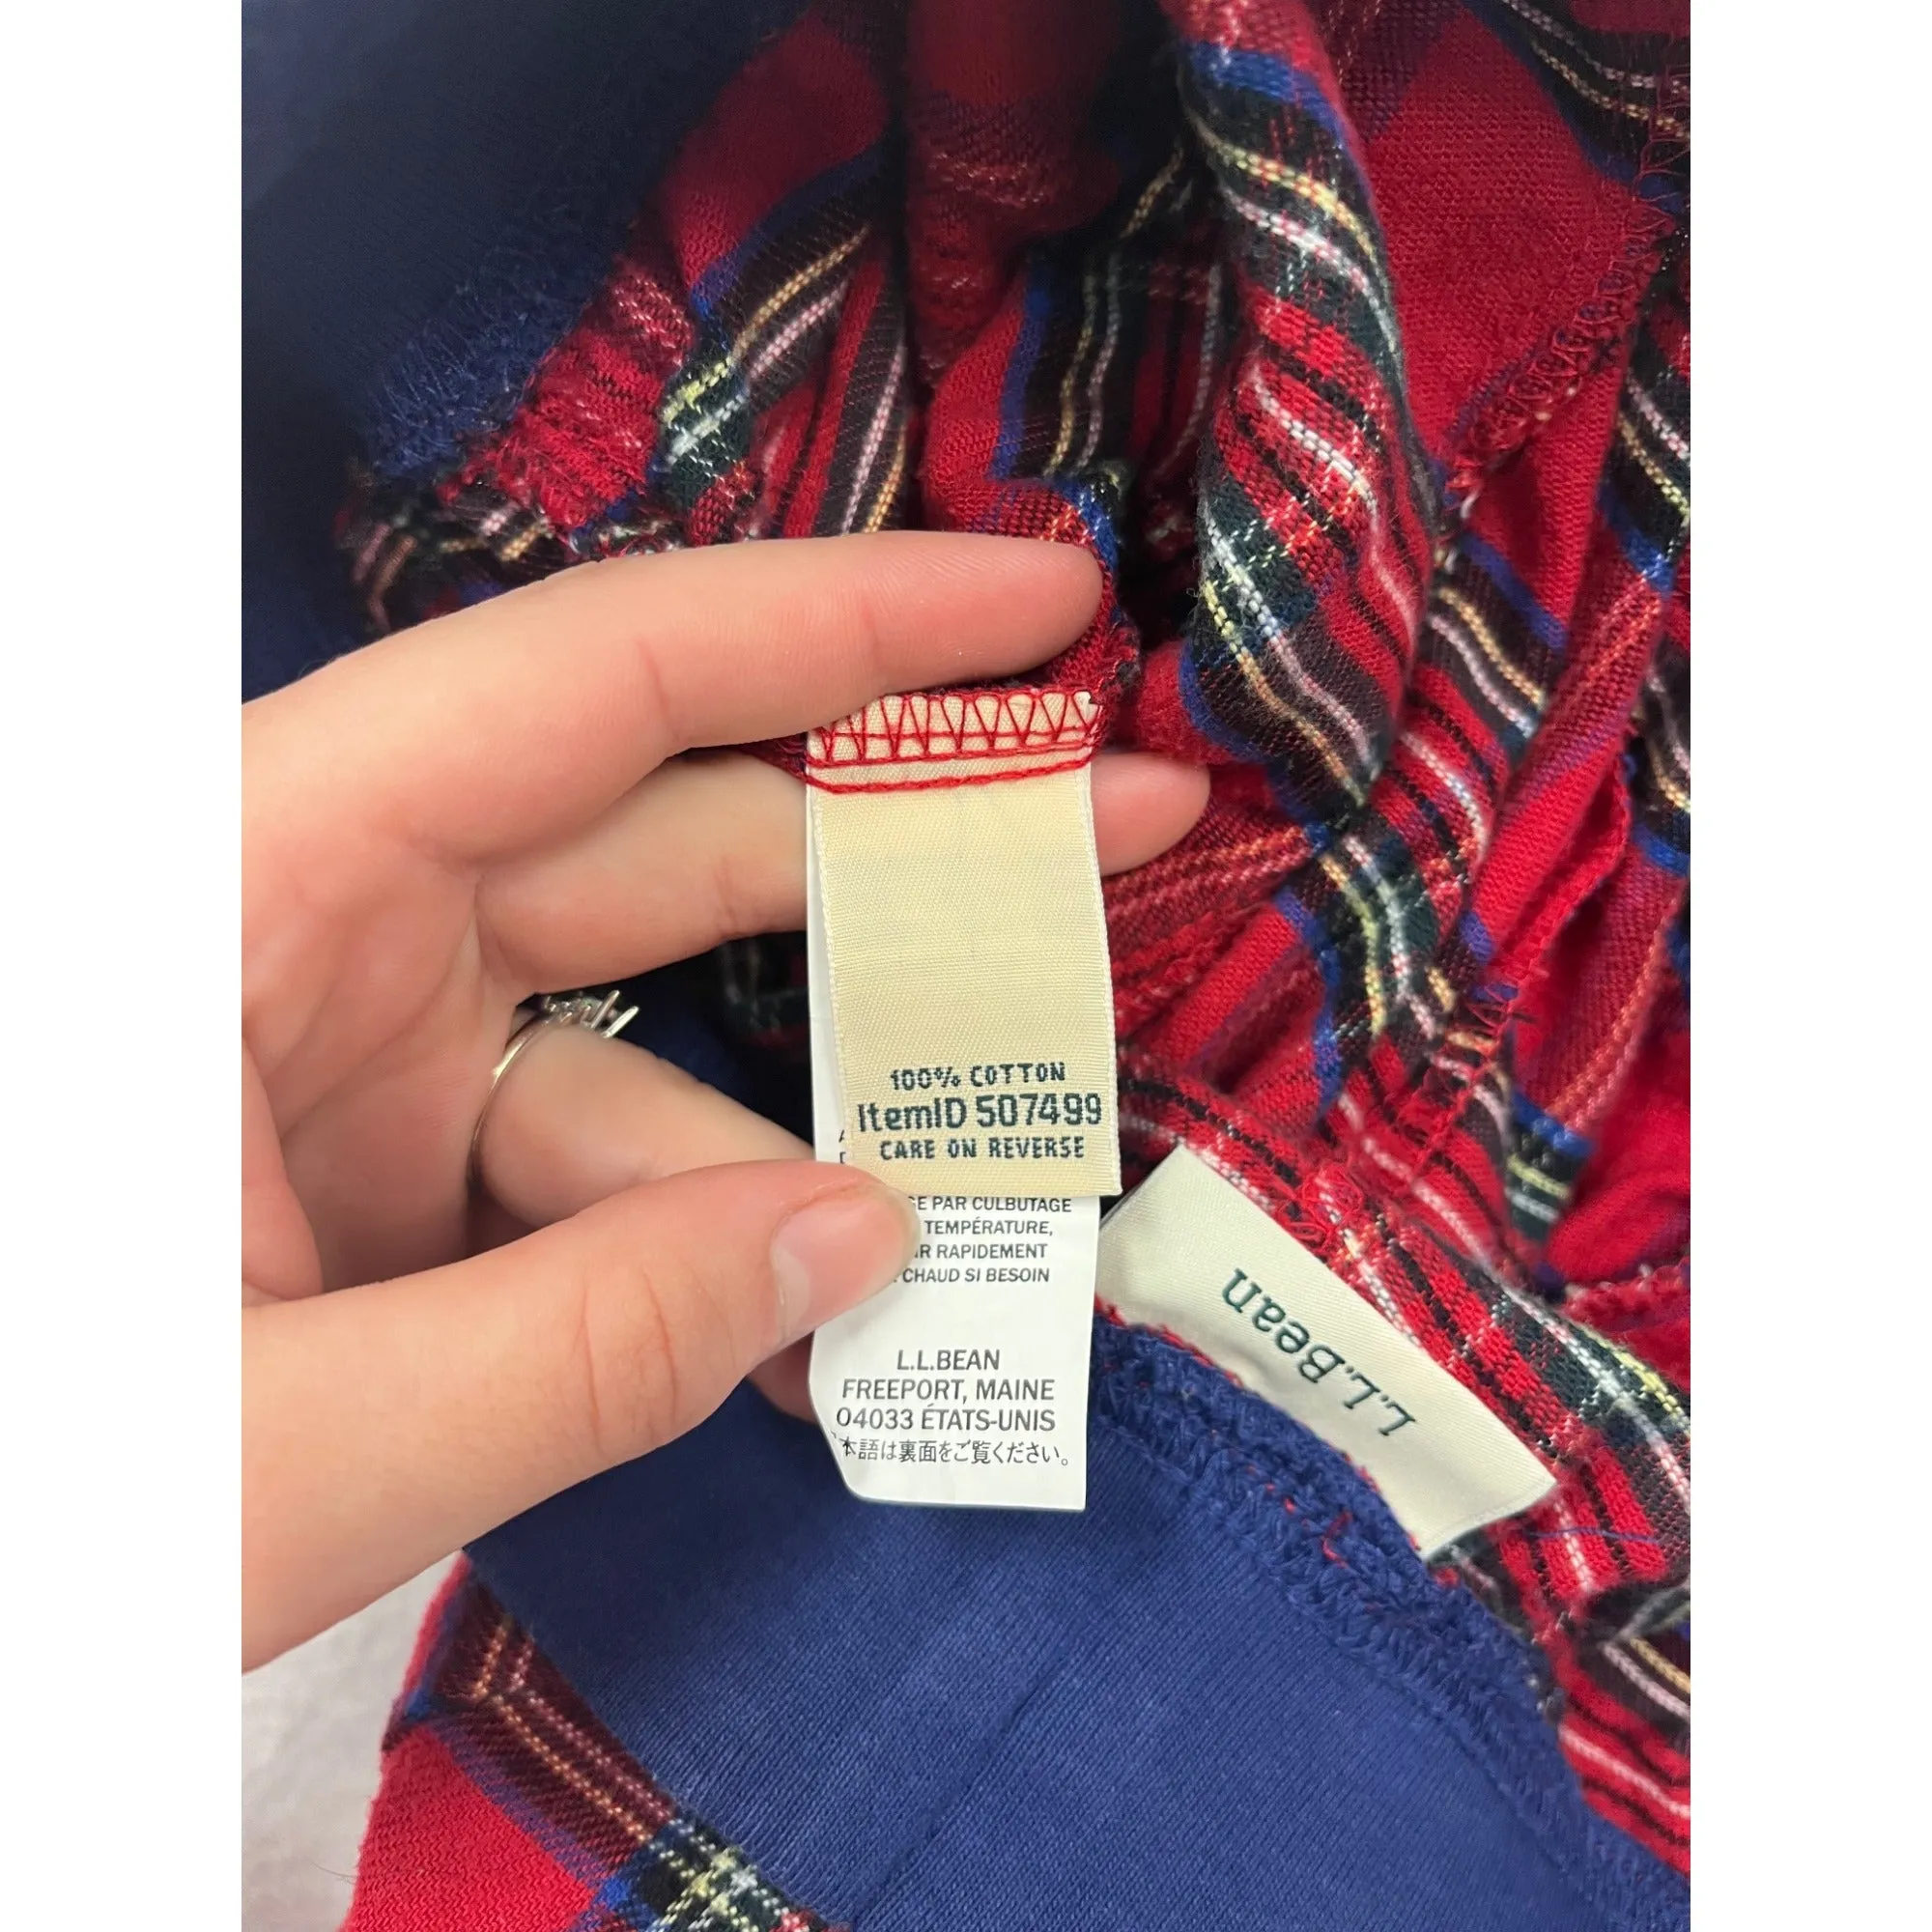 100% COTTON
ItemID 507499
CARE ON REVERSE
PAR CULBUTAGE
TEMPÉRATURE,
RAPIDEMENT
CHAUD SI BESOIN
L.L.BEAN
FREEPORT, MAINE
04033 ÉTATS-UNIS
本語は裏面をご覧ください。
L.L.Bean